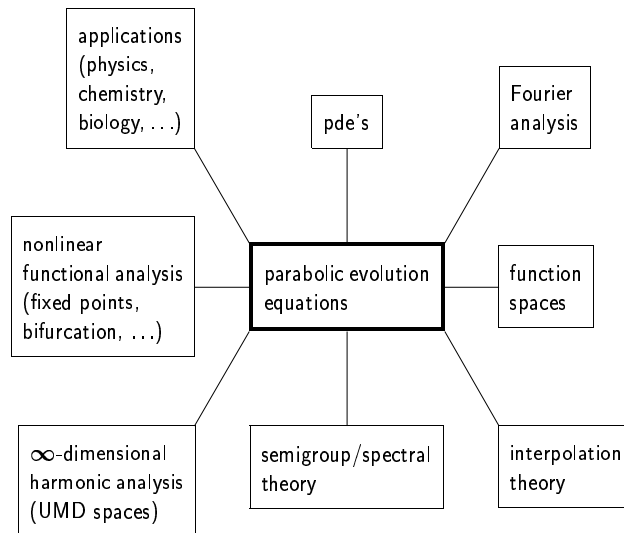 applications
(physics,
chemistry,
biology, ...)
pde's
Fourier
analysis
nonlinear
functional analysis
(fixed points,
bifurcation, ...)
parabolic evolution
equations
function
spaces
∞-dimensional
harmonic analysis
(UMD spaces)
semigroup/spectral
theory
interpolation
theory